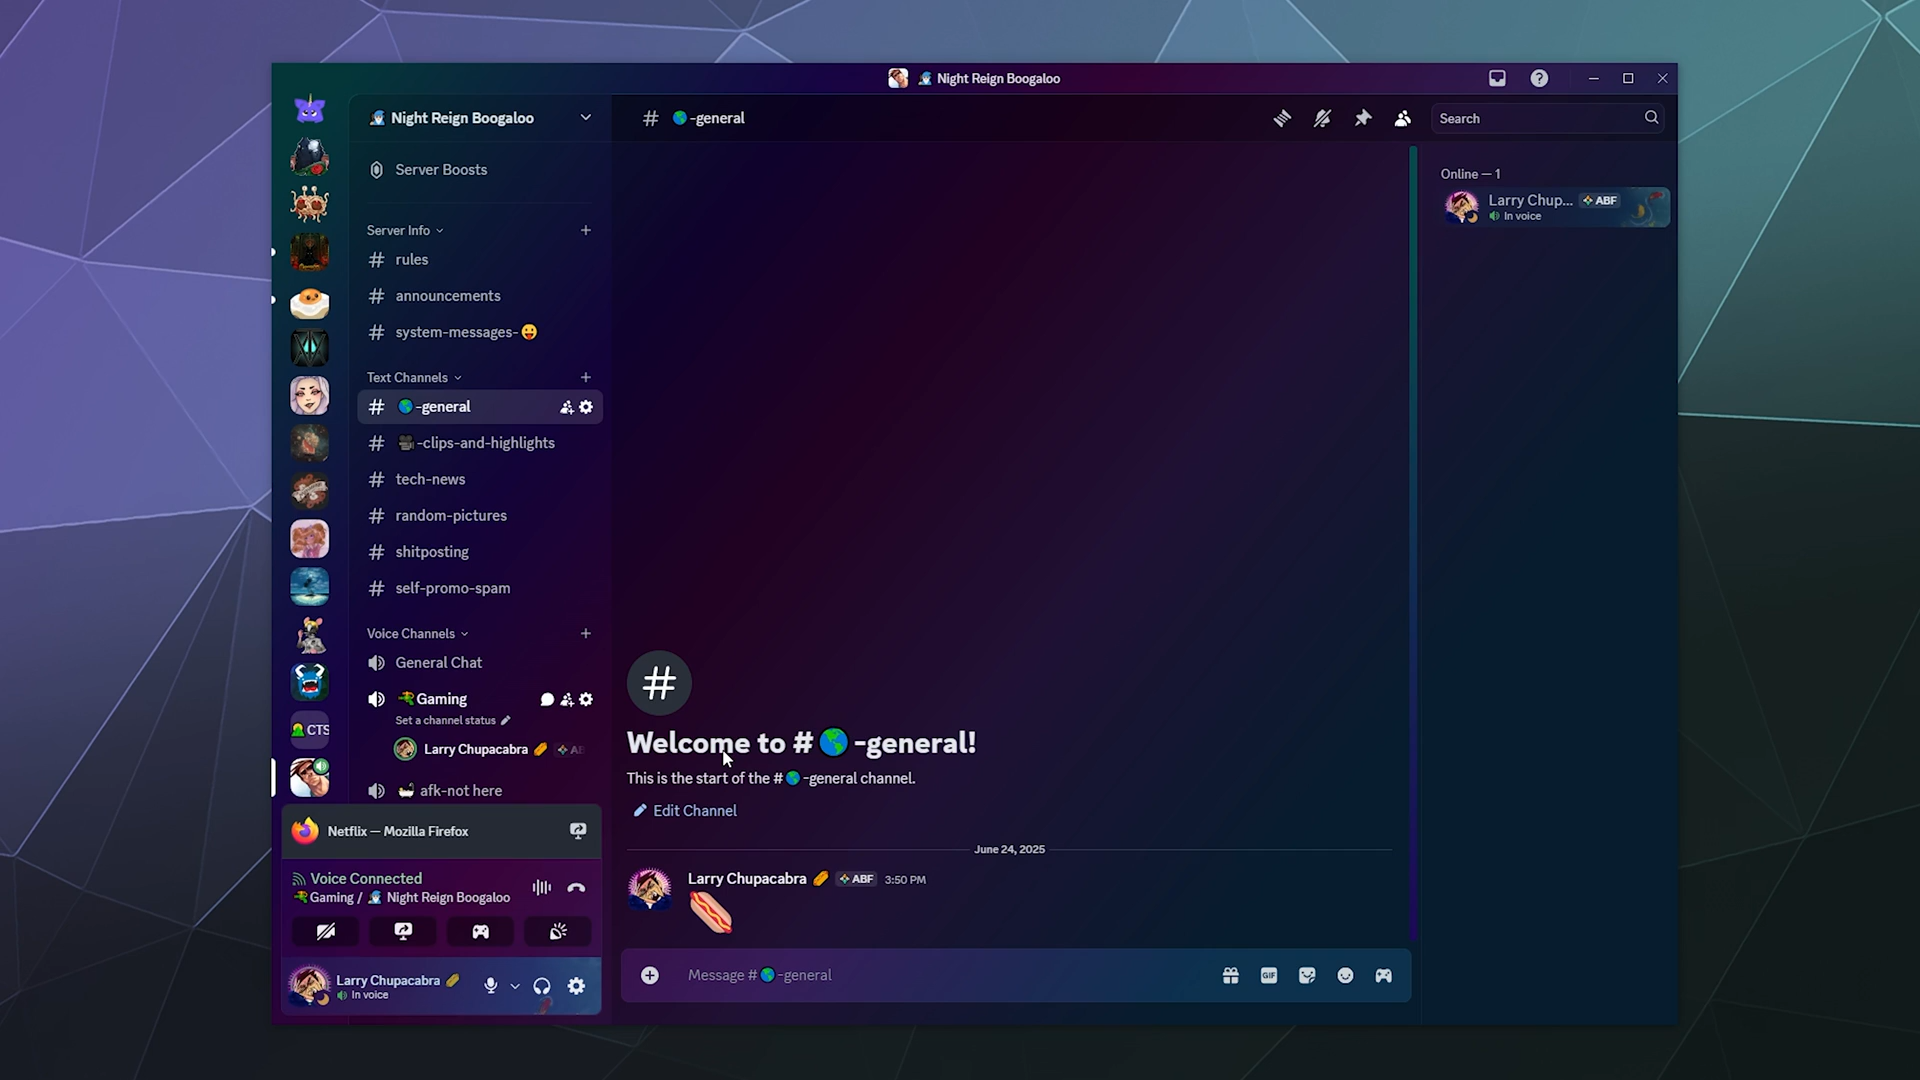 Night Reign Boogaloo
Night Reign Boogaloo
Server Boosts
Server Info
rules
announcements
system-messages-😛
Text Channels
🌎-general
🎥-clips-and-highlights
tech-news
random-pictures
shitposting
self-promo-spam
Voice Channels
General Chat
🔫Gaming
Set a channel status
Larry Chupacabra
afk-not here
CTS
Netflix — Mozilla Firefox
Voice Connected
🔫Gaming / Night Reign Boogaloo
Larry Chupacabra
In voice
# 🌎-general
Welcome to #🌎-general!
This is the start of the #🌎-general channel.
Edit Channel
June 24, 2025
Larry Chupacabra ABF 3:50 PM
🌭
Message #🌎-general
GIF
Search
Online — 1
Larry Chup... ABF
In voice